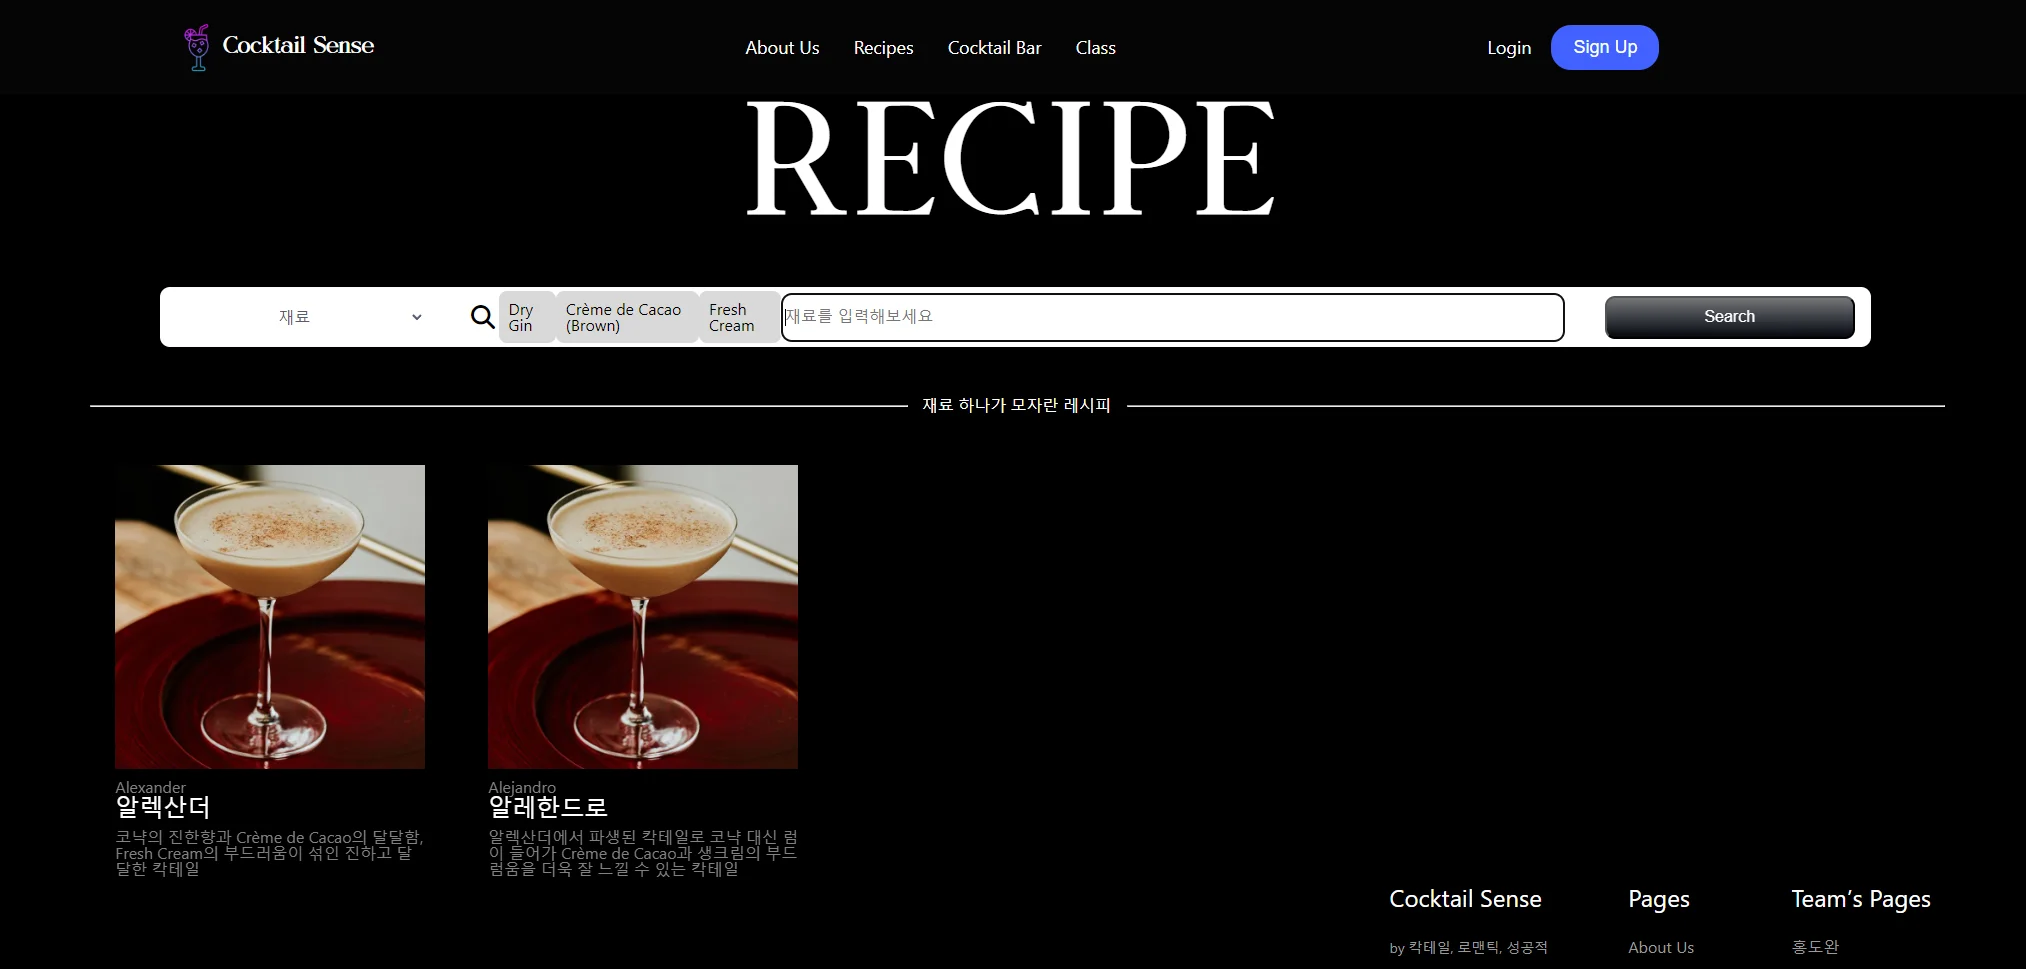 Cocktail Sense
About Us
Recipes
Cocktail Bar
Class
Login
Sign Up
RECIPE
재료
Dry
Gin
Crème de Cacao
(Brown)
Fresh
Cream
재료를 입력해보세요
Search
재료 하나가 모자란 레시피
Alexander
알렉산더
코냑의 진한향과 Crème de Cacao의 달달함,
Fresh Cream의 부드러움이 섞인 진하고 달
달한 칵테일
Alejandro
알레한드로
알렉산더에서 파생된 칵테일로 코냑 대신 럼
이 들어가 Crème de Cacao과 생크림의 부드
럼움을 더욱 잘 느낄 수 있는 칵테일
Cocktail Sense
by 칵테일, 로맨틱, 성공적
Pages
About Us
Team’s Pages
홍도완